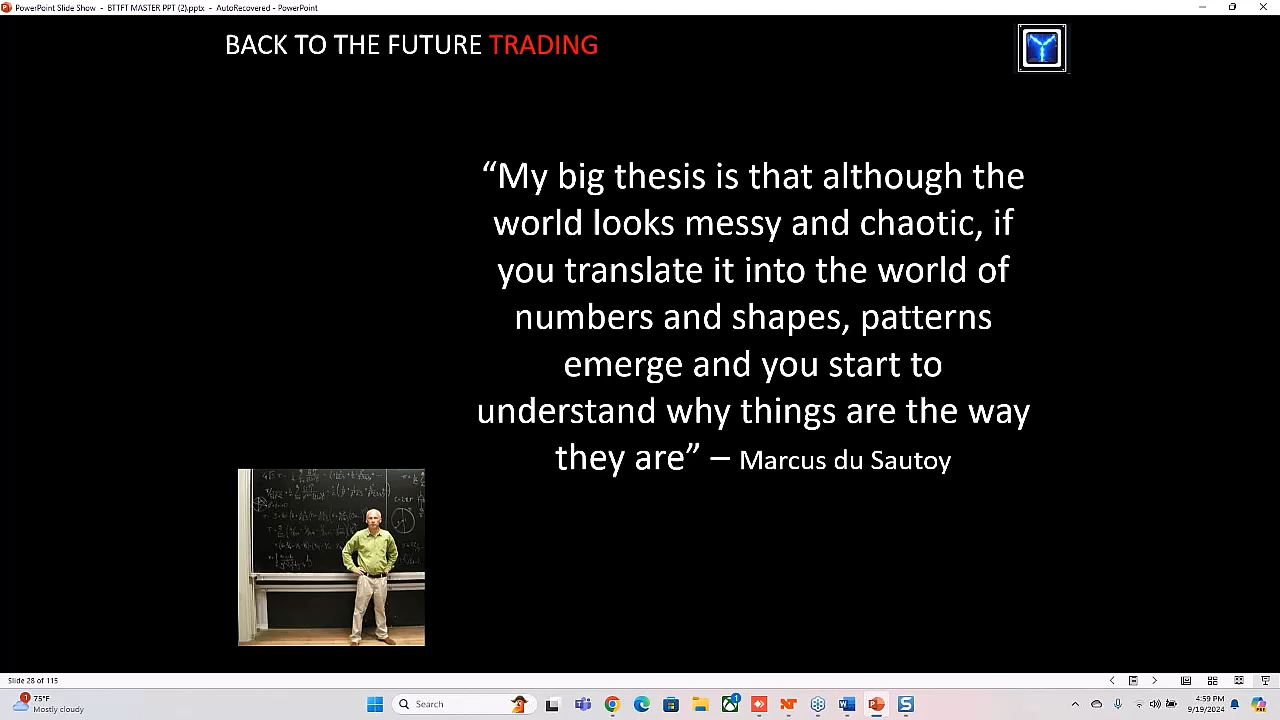 PowerPoint Slide Show - BTTFT MASTER PPT (2).pptx - AutoRecovered - PowerPoint
BACK TO THE FUTURE TRADING
“My big thesis is that although the
world looks messy and chaotic, if
you translate it into the world of
numbers and shapes, patterns
emerge and you start to
understand why things are the way
they are” – Marcus du Sautoy
Slide 28 of 115
1
75°F
Mostly cloudy
Search
1
4:59 PM
9/19/2024